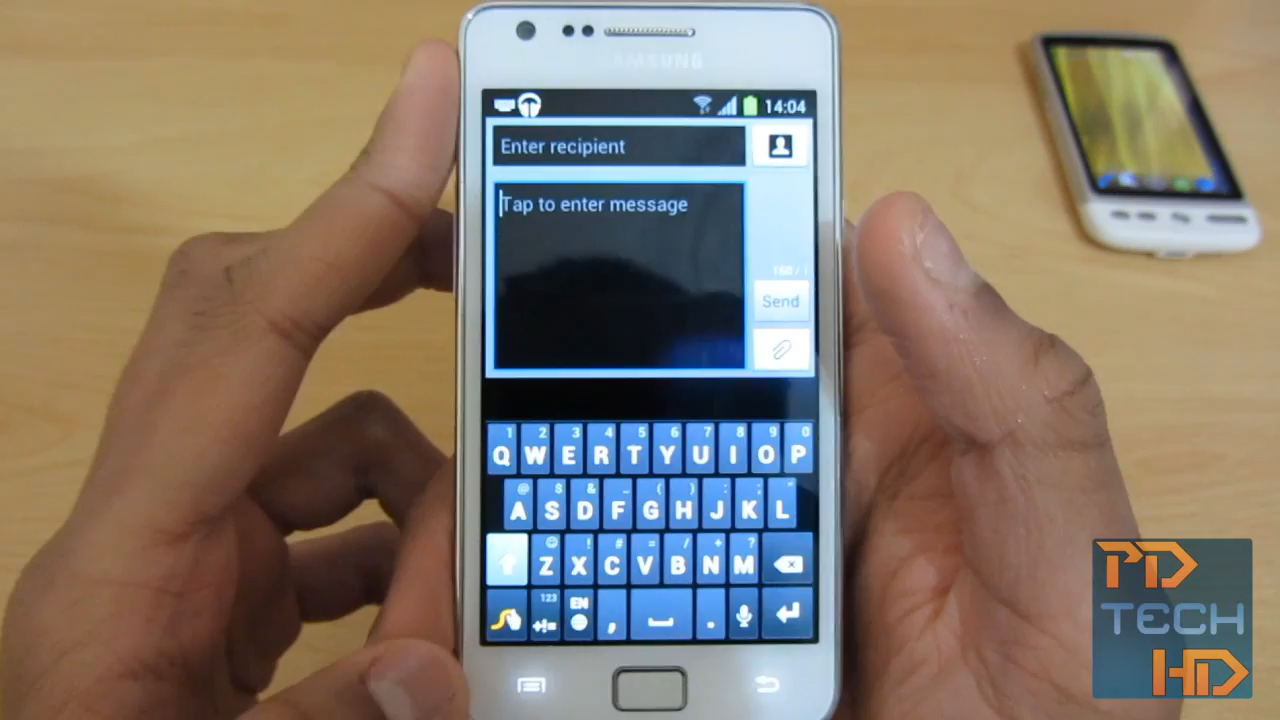 SAMSUNG
14:04
Enter recipient
Tap to enter message
Send
1 2 3 4 5 6 7 8 9 0
Q W E R T Y U I O P
@ $ & _ ( ) : ; "
A S D F G H J K L
! # = / + ?
Z X C V B N M
123 EN
+!= , .
PD
TECH
HD